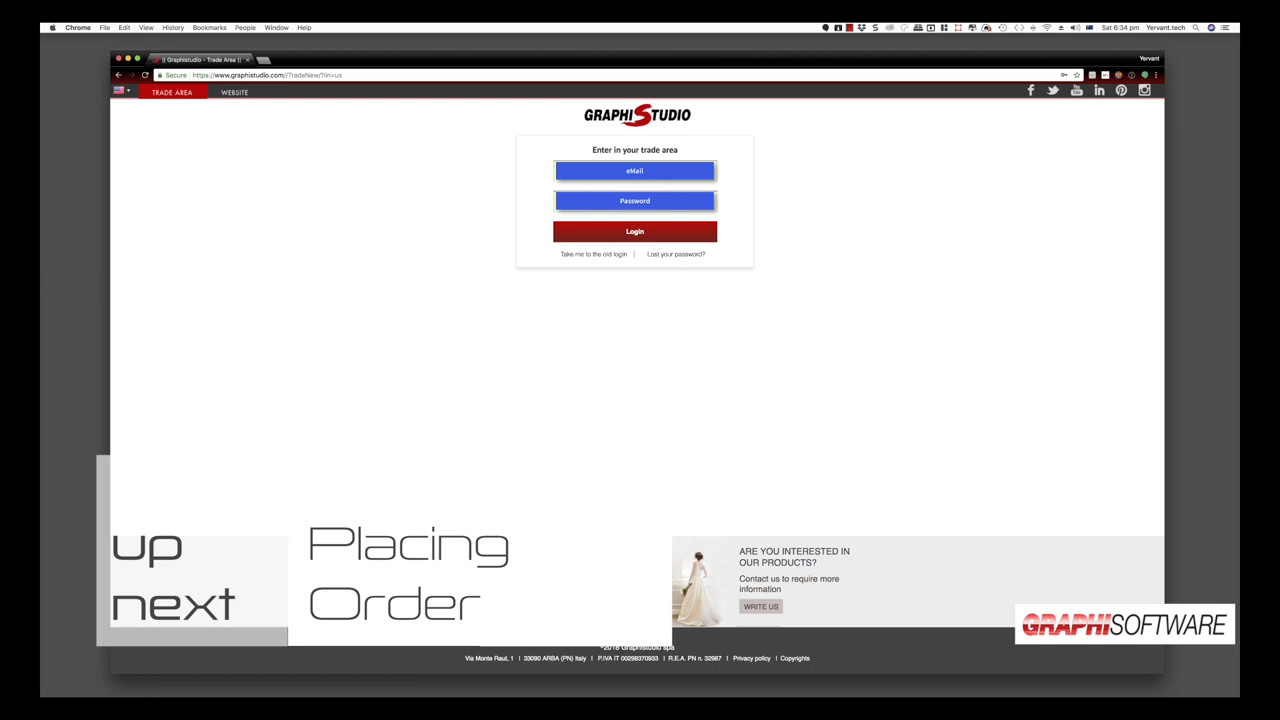 Chrome File Edit View History Bookmarks People Window Help
Sat 6:34 pm Yervant.tech
|| Graphistudio - Trade Area ||
Yervant
Secure https://www.graphistudio.com//TradeNew/?lin=us
TRADE AREA WEBSITE
GRAPHISTUDIO
Enter in your trade area
eMail
Password
Login
Take me to the old login | Lost your password?
up
next
Placing
Order
ARE YOU INTERESTED IN
OUR PRODUCTS?
Contact us to require more
information
WRITE US
GRAPHISOFTWARE
©2018 Graphistudio spa
Via Monte Raut, 1 | 33090 ARBA (PN) Italy | P.IVA IT 00298370933 | R.E.A. PN n. 32987 | Privacy policy | Copyrights